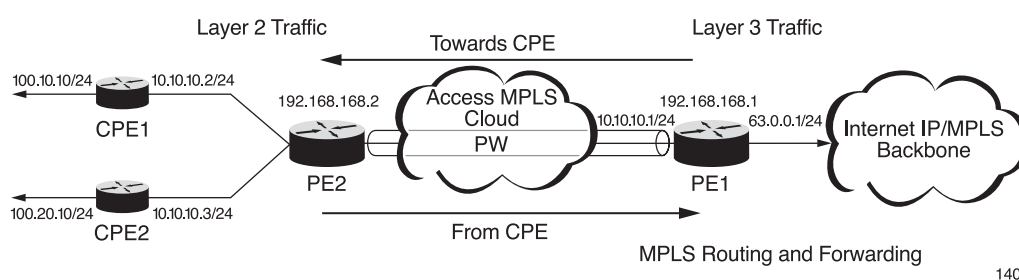 Layer 2 Traffic
Towards CPE
Layer 3 Traffic
100.10.10/24
10.10.10.2/24
CPE1
192.168.168.2
Access MPLS
Cloud
PW
10.10.10.1/24
192.168.168.1
63.0.0.1/24
Internet IP/MPLS
Backbone
PE2
PE1
100.20.10/24
10.10.10.3/24
CPE2
From CPE
MPLS Routing and Forwarding
140